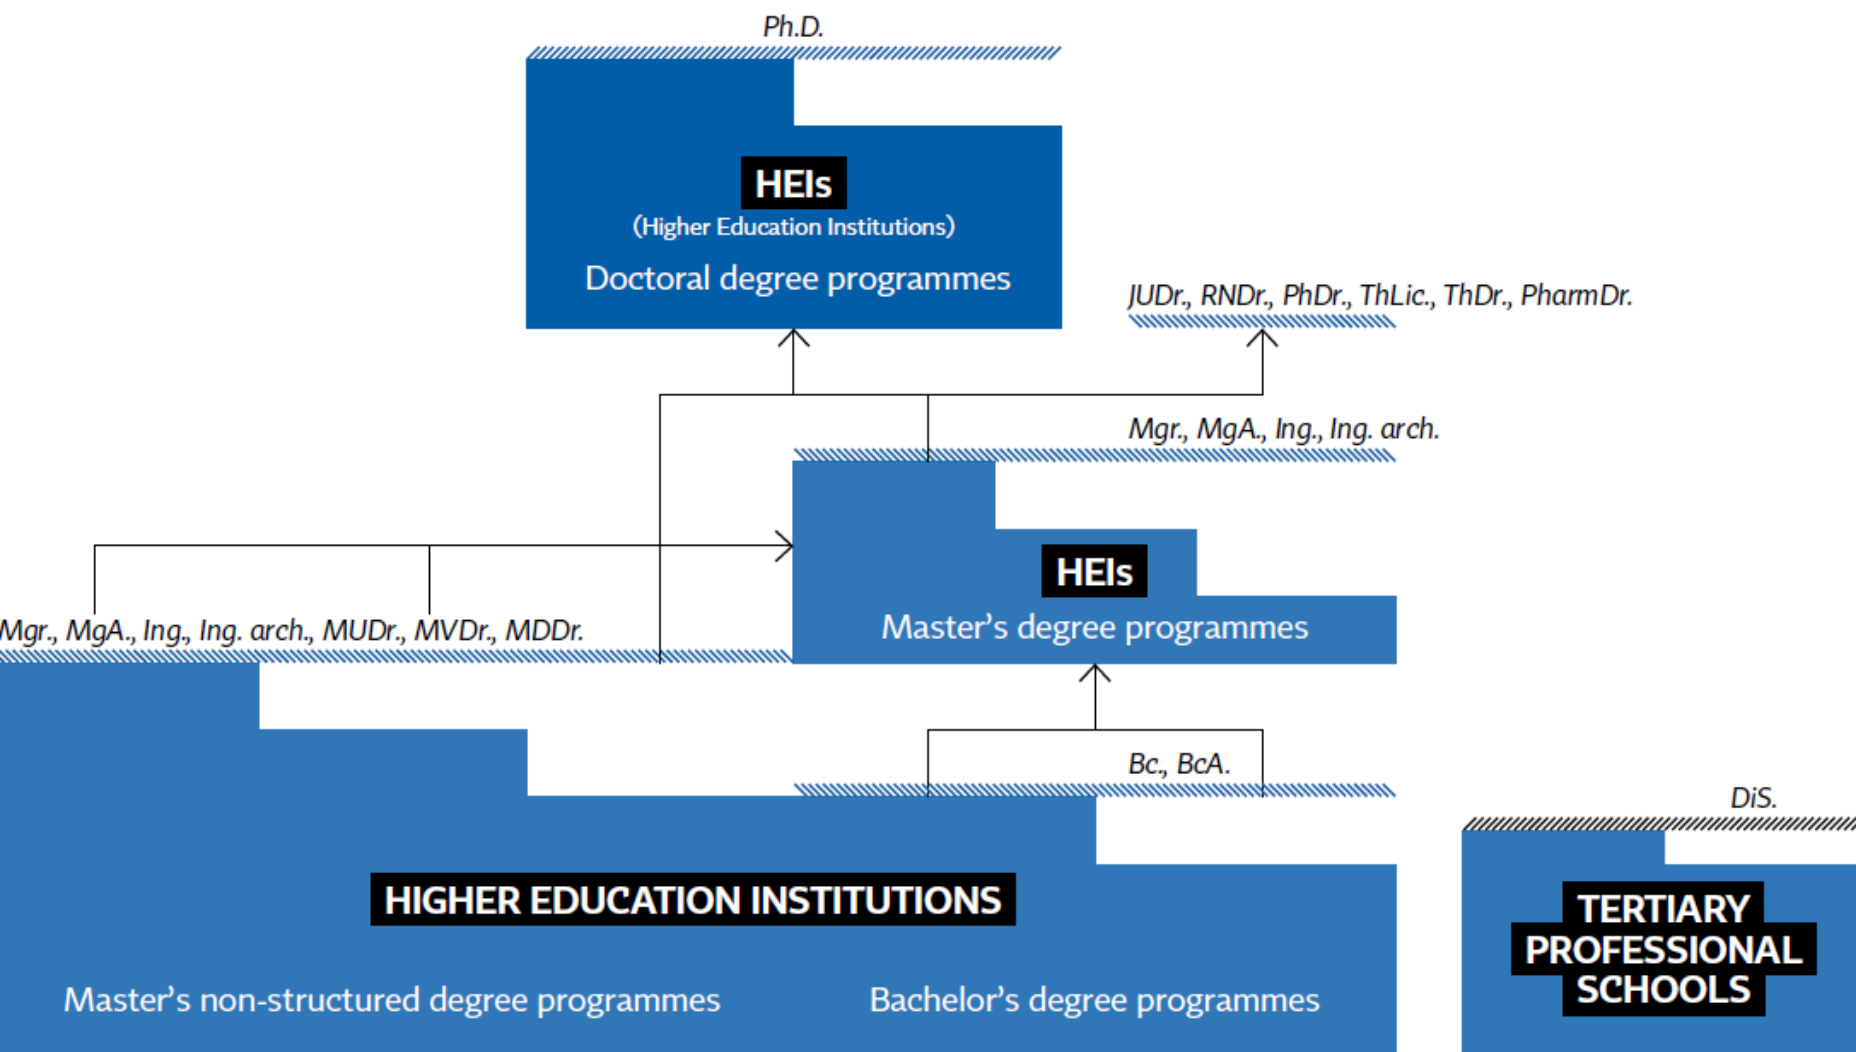 Ph.D.
HEIs
(Higher Education Institutions)
Doctoral degree programmes
JUDr., RNDr., PhDr., ThLic., ThDr., PharmDr.
Mgr., MgA., Ing., Ing. arch.
HEIs
Master’s degree programmes
Mgr., MgA., Ing., Ing. arch., MUDr., MVDr., MDDr.
Bc., BcA.
DiS.
HIGHER EDUCATION INSTITUTIONS
Master’s non-structured degree programmes
Bachelor’s degree programmes
TERTIARY
PROFESSIONAL
SCHOOLS